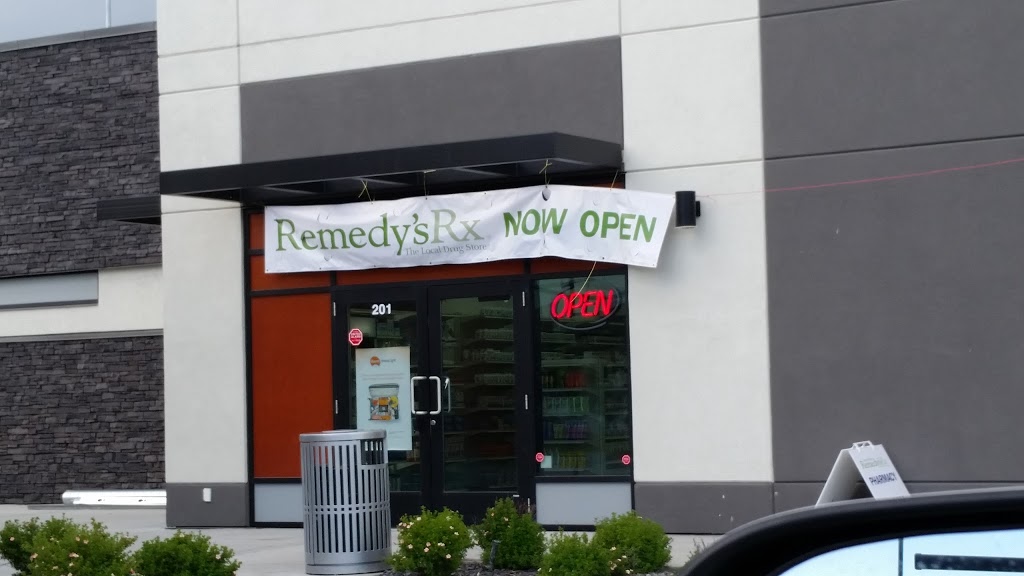 Remedy'sRx NOW OPEN
The Local Drug Store
OPEN
201
PHARMACY